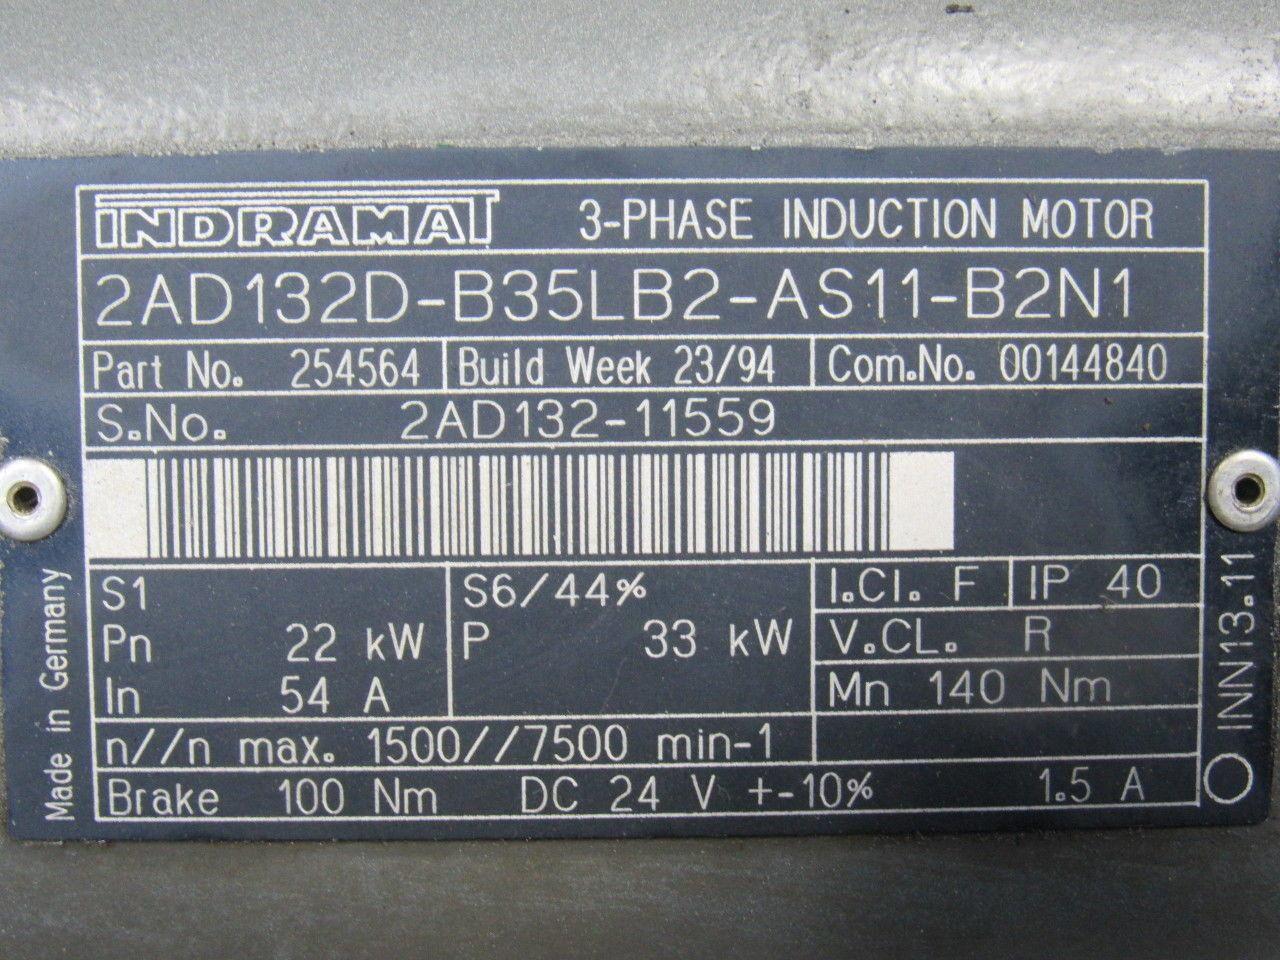 INDRAMAT 3-PHASE INDUCTION MOTOR
2AD132D-B35LB2-AS11-B2N1
Part No. 254564 Build Week 23/94 Com.No. 00144840
S.No. 2AD132-11559
S1 S6/44% I.Cl. F IP 40
Pn 22 kW P 33 kW V.CL. R
In 54 A Mn 140 Nm
n//n max. 1500//7500 min-1
Brake 100 Nm DC 24 V +-10% 1.5 A
Made in Germany
INN13.11